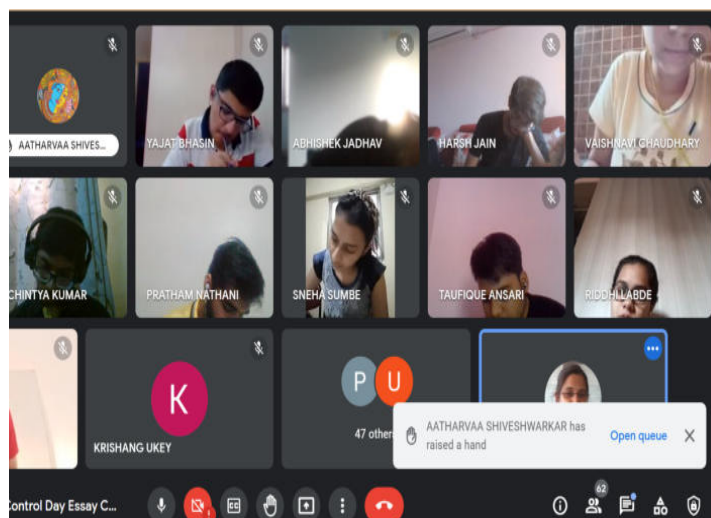 AATHARVAA SHIVES...
YAJAT BHASIN
ABHISHEK JADHAV
HARSH JAIN
VAISHNAVI CHAUDHARY
CHINTYA KUMAR
PRATHAM NATHANI
SNEHA SUMBE
TAUFIQUE ANSARI
RIDDHI LABDE
K
KRISHANG UKEY
P U
47 others
AATHARVAA SHIVESHWARKAR has
raised a hand
Open queue
Control Day Essay C...
CC
62